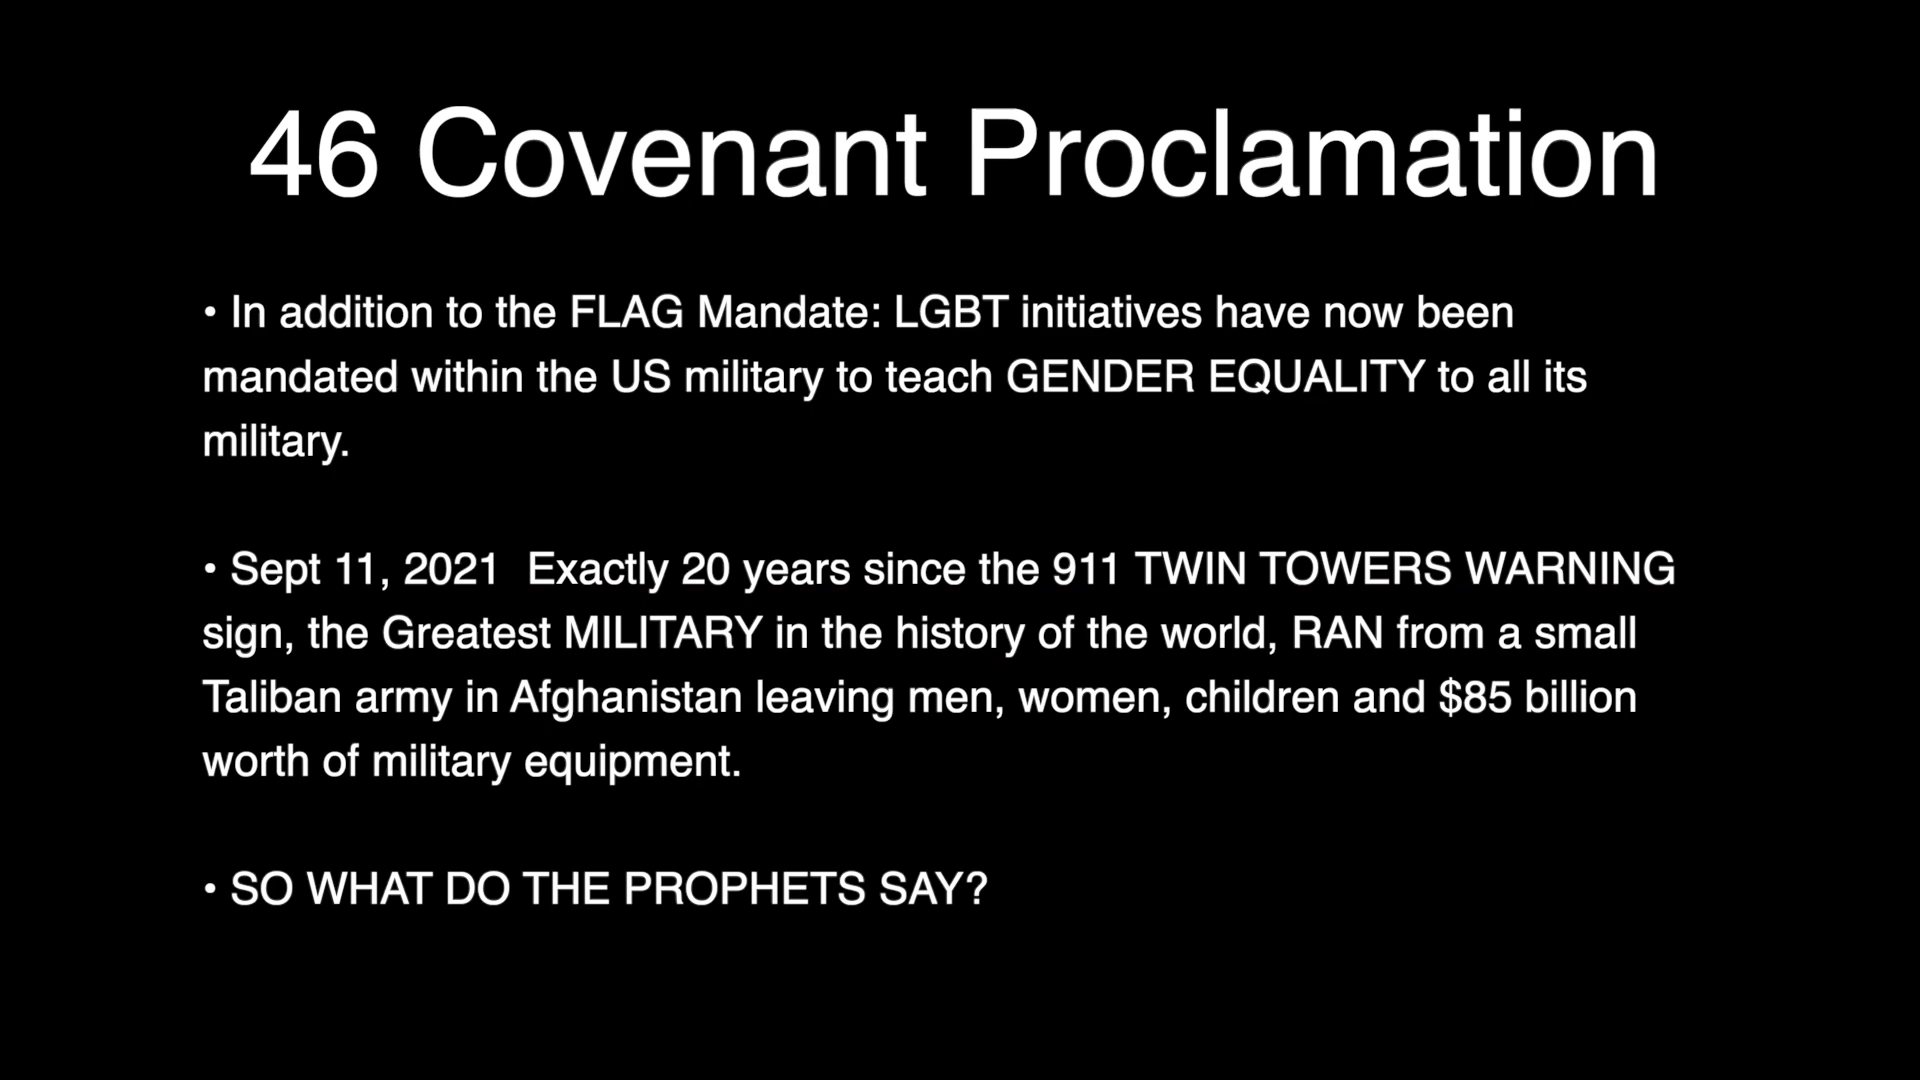 46 Covenant Proclamation
• In addition to the FLAG Mandate: LGBT initiatives have now been
mandated within the US military to teach GENDER EQUALITY to all its
military.
• Sept 11, 2021  Exactly 20 years since the 911 TWIN TOWERS WARNING
sign, the Greatest MILITARY in the history of the world, RAN from a small
Taliban army in Afghanistan leaving men, women, children and $85 billion
worth of military equipment.
• SO WHAT DO THE PROPHETS SAY?